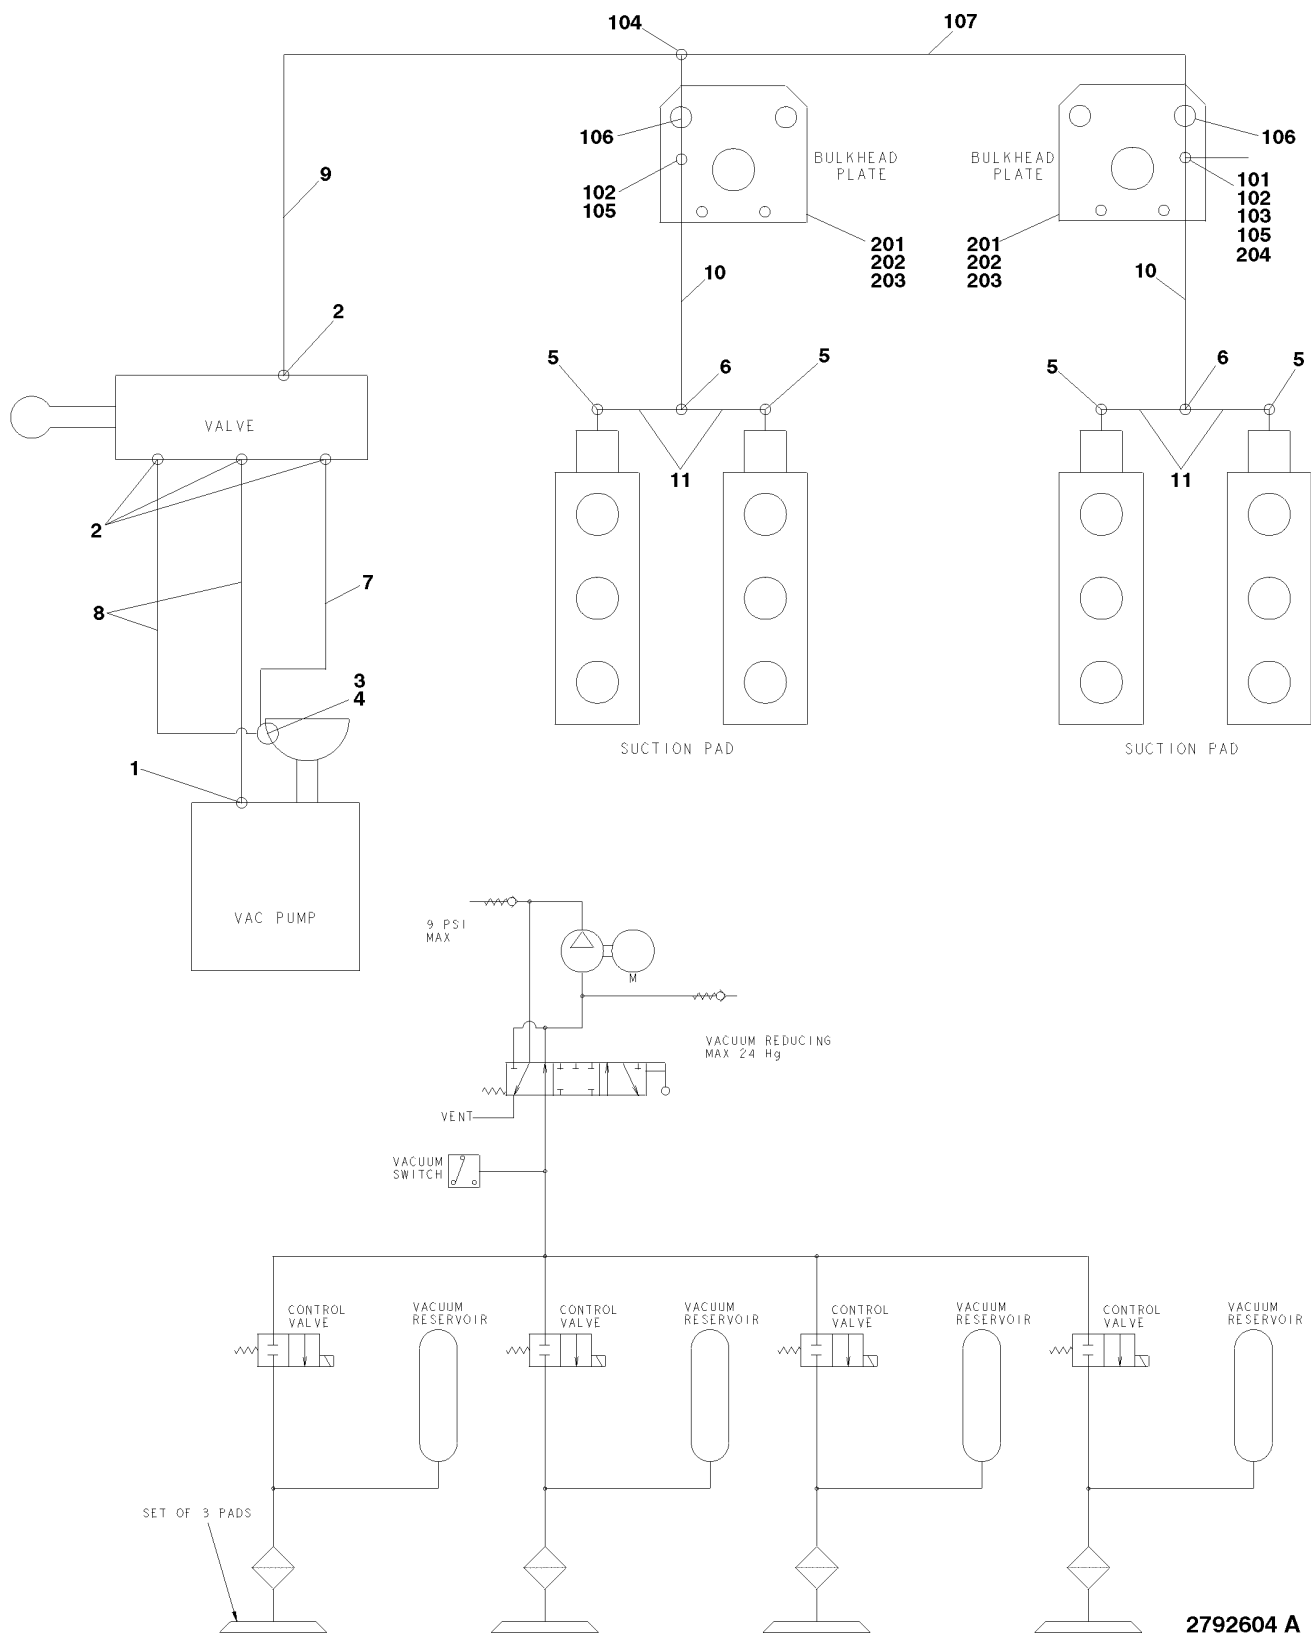 104
107
106
BULKHEAD
PLATE
102
105
BULKHEAD
PLATE
106
101
102
103
105
204
9
201
202
203
201
202
203
10
10
2
5
6
5
5
6
5
VALVE
11
11
2
7
8
3
4
SUCTION PAD
SUCTION PAD
1
VAC PUMP
9 PSI
MAX
M
VACUUM REDUCING
MAX 24 Hg
VENT
VACUUM
SWITCH
CONTROL
VALVE
VACUUM
RESERVOIR
CONTROL
VALVE
VACUUM
RESERVOIR
CONTROL
VALVE
VACUUM
RESERVOIR
CONTROL
VALVE
VACUUM
RESERVOIR
SET OF 3 PADS
2792604 A